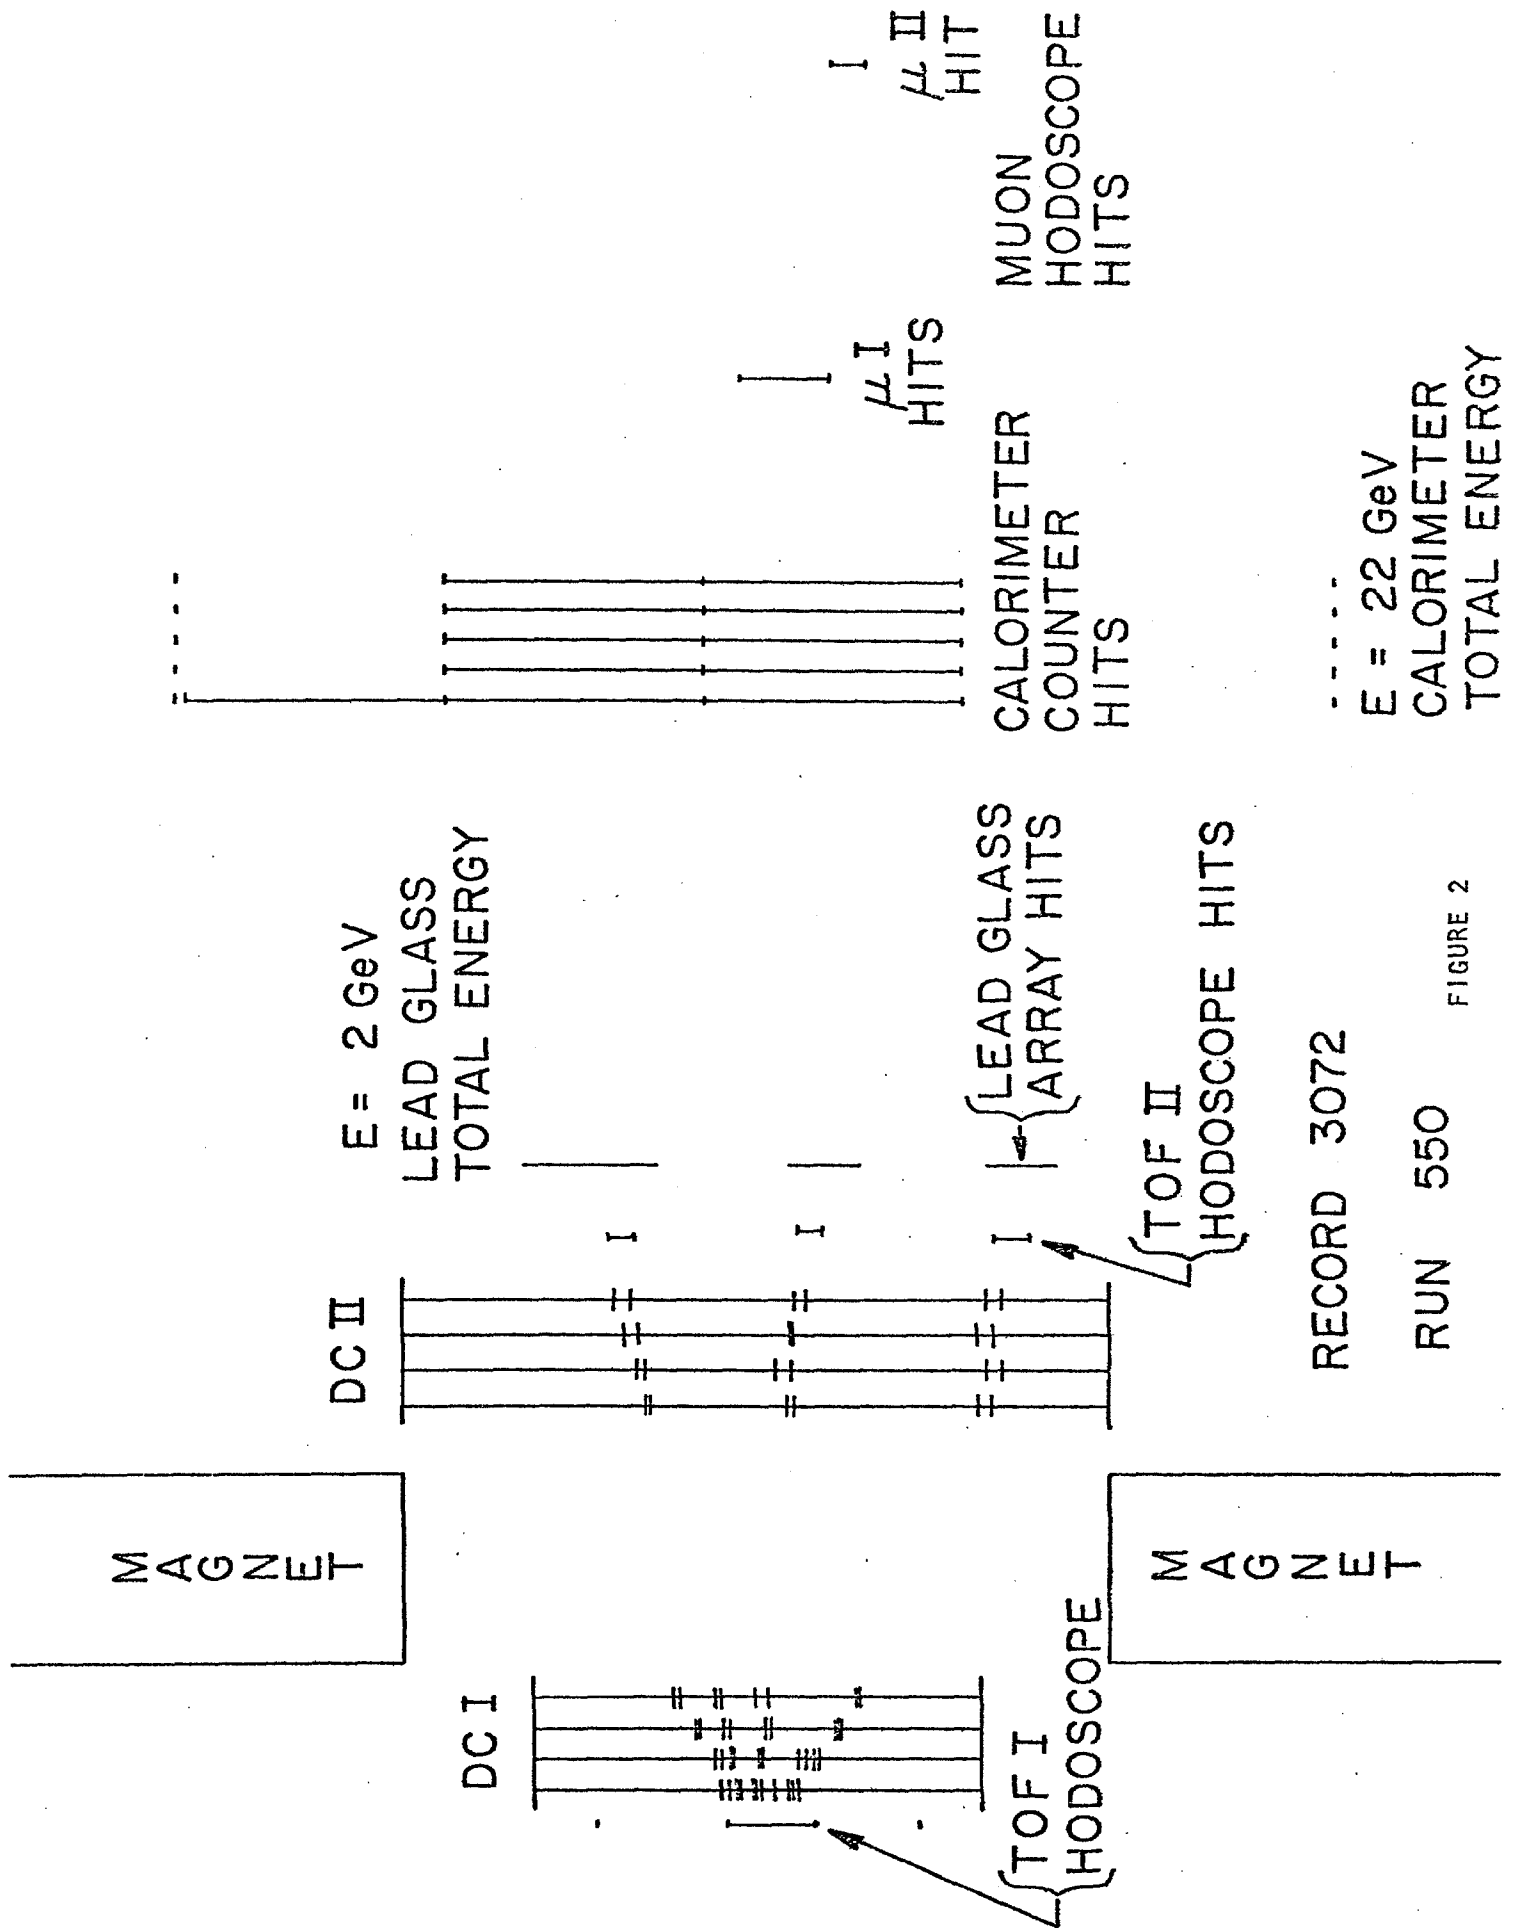 MAGNET
DC I
TOF I
HODOSCOPE
MAGNET
DC II
E = 2 GeV
LEAD GLASS
TOTAL ENERGY
LEAD GLASS
ARRAY HITS
TOF II
HODOSCOPE HITS
RECORD 3072
RUN 550
FIGURE 2
CALORIMETER
COUNTER
HITS
E = 22 GeV
CALORIMETER
TOTAL ENERGY
μ I
HITS
MUON
HODOSCOPE
HITS
μ II
HIT